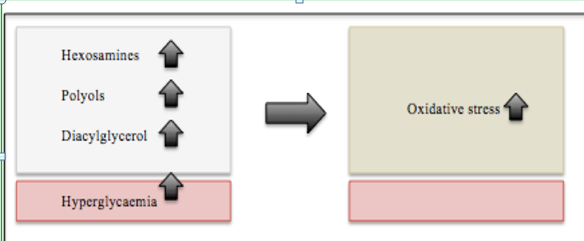 Hexosamines
Polyols
Diacylglycerol
Hyperglycaemia
Oxidative stress